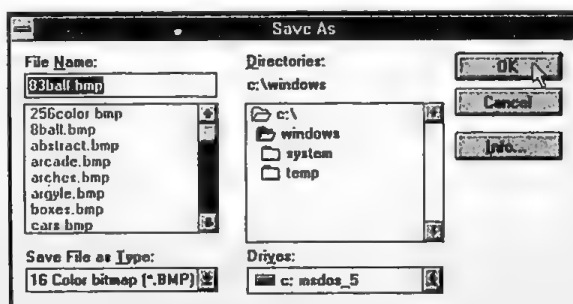 Save As
File Name:
83ball.bmp
256color.bmp
8ball.bmp
abstract.bmp
arcade.bmp
arches.bmp
argyle.bmp
boxes.bmp
cars.bmp
Save File as Type:
16 Color bitmap (*.BMP)
Directories:
c:\windows
c:\
windows
system
temp
Drives:
c: msdos_5
OK
Cancel
Info...